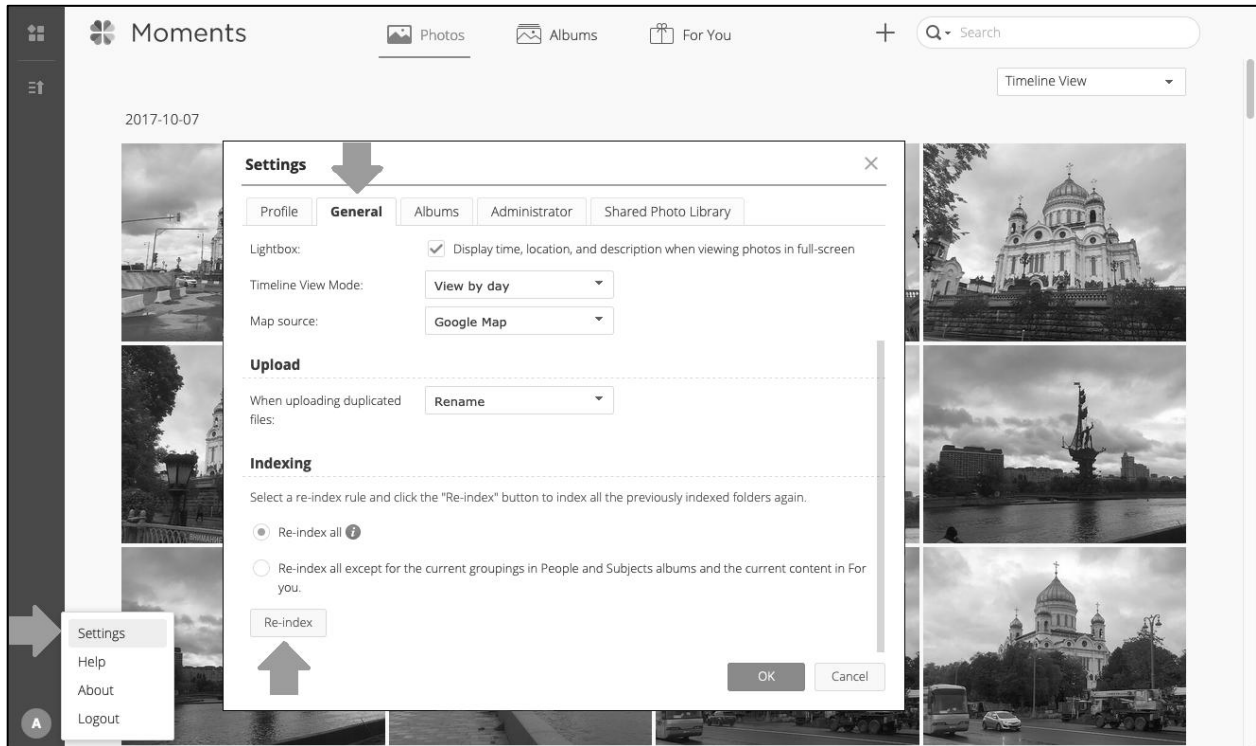 Moments
Photos
Albums
For You
Search
Timeline View
2017-10-07
Settings
Profile
General
Albums
Administrator
Shared Photo Library
Lightbox:
Display time, location, and description when viewing photos in full-screen
Timeline View Mode:
View by day
Map source:
Google Map
Upload
When uploading duplicated
files:
Rename
Indexing
Select a re-index rule and click the "Re-index" button to index all the previously indexed folders again.
Re-index all
Re-index all except for the current groupings in People and Subjects albums and the current content in For
you.
Re-index
OK
Cancel
Settings
Help
About
Logout
A